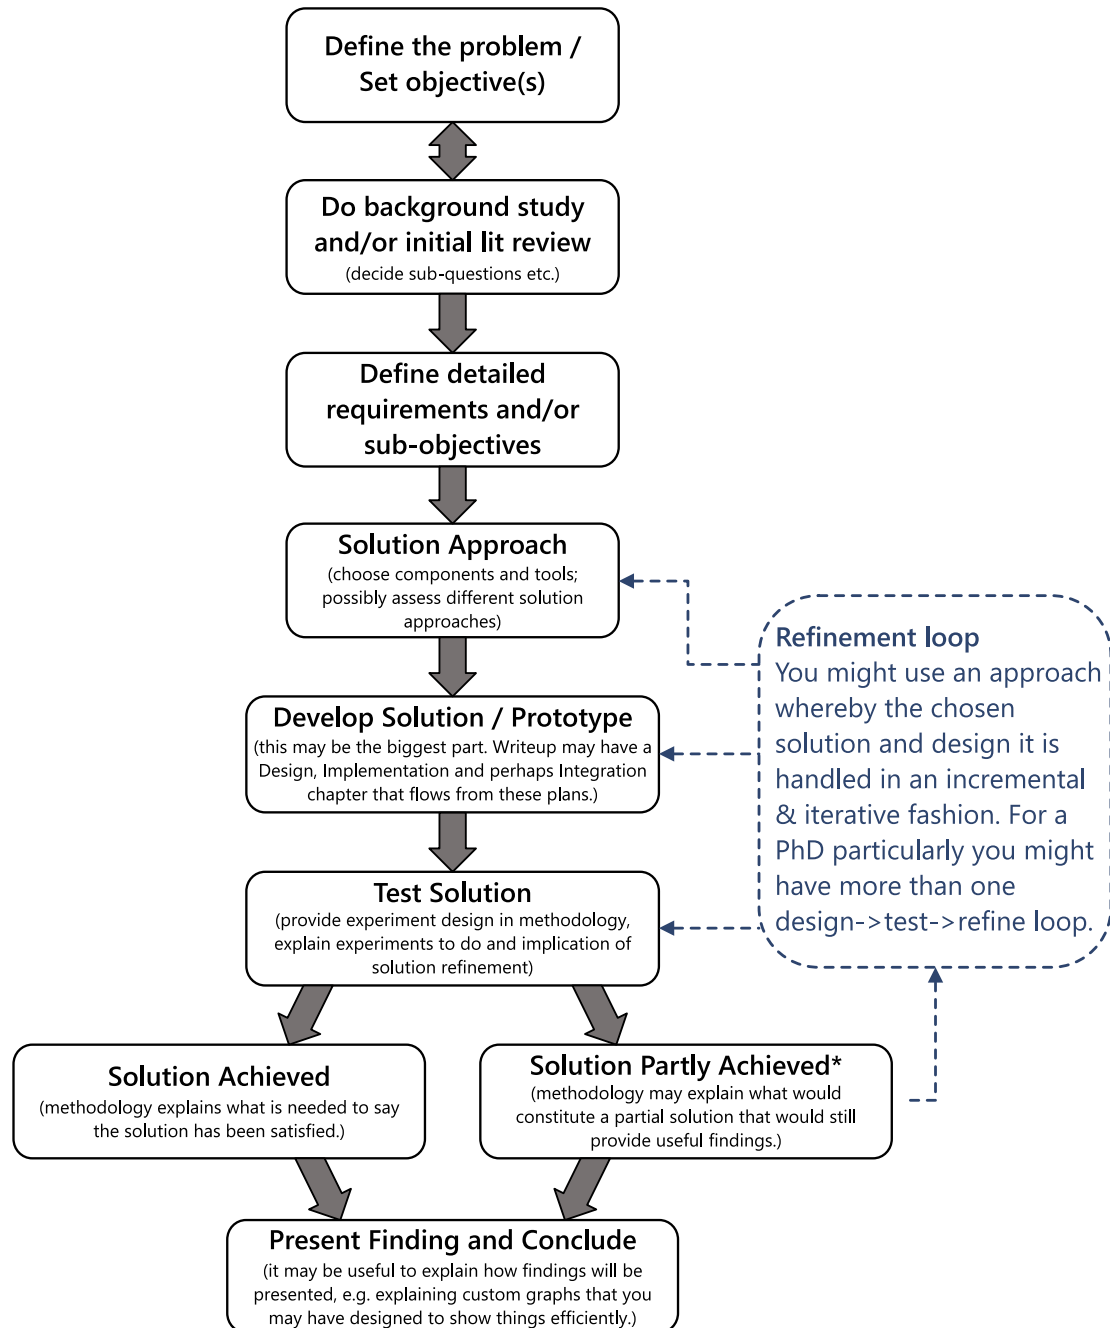 Define the problem /
Set objective(s)
Do background study
and/or initial lit review
(decide sub-questions etc.)
Define detailed
requirements and/or
sub-objectives
Solution Approach
(choose components and tools;
possibly assess different solution
approaches)
Refinement loop
You might use an approach
whereby the chosen
solution and design it is
handled in an incremental
& iterative fashion. For a
PhD particularly you might
have more than one
design->test->refine loop.
Develop Solution / Prototype
(this may be the biggest part. Writeup may have a
Design, Implementation and perhaps Integration
chapter that flows from these plans.)
Test Solution
(provide experiment design in methodology,
explain experiments to do and implication of
solution refinement)
Solution Achieved
(methodology explains what is needed to say
the solution has been satisfied.)
Solution Partly Achieved*
(methodology may explain what would
constitute a partial solution that would still
provide useful findings.)
Present Finding and Conclude
(it may be useful to explain how findings will be
presented, e.g. explaining custom graphs that you
may have designed to show things efficiently.)